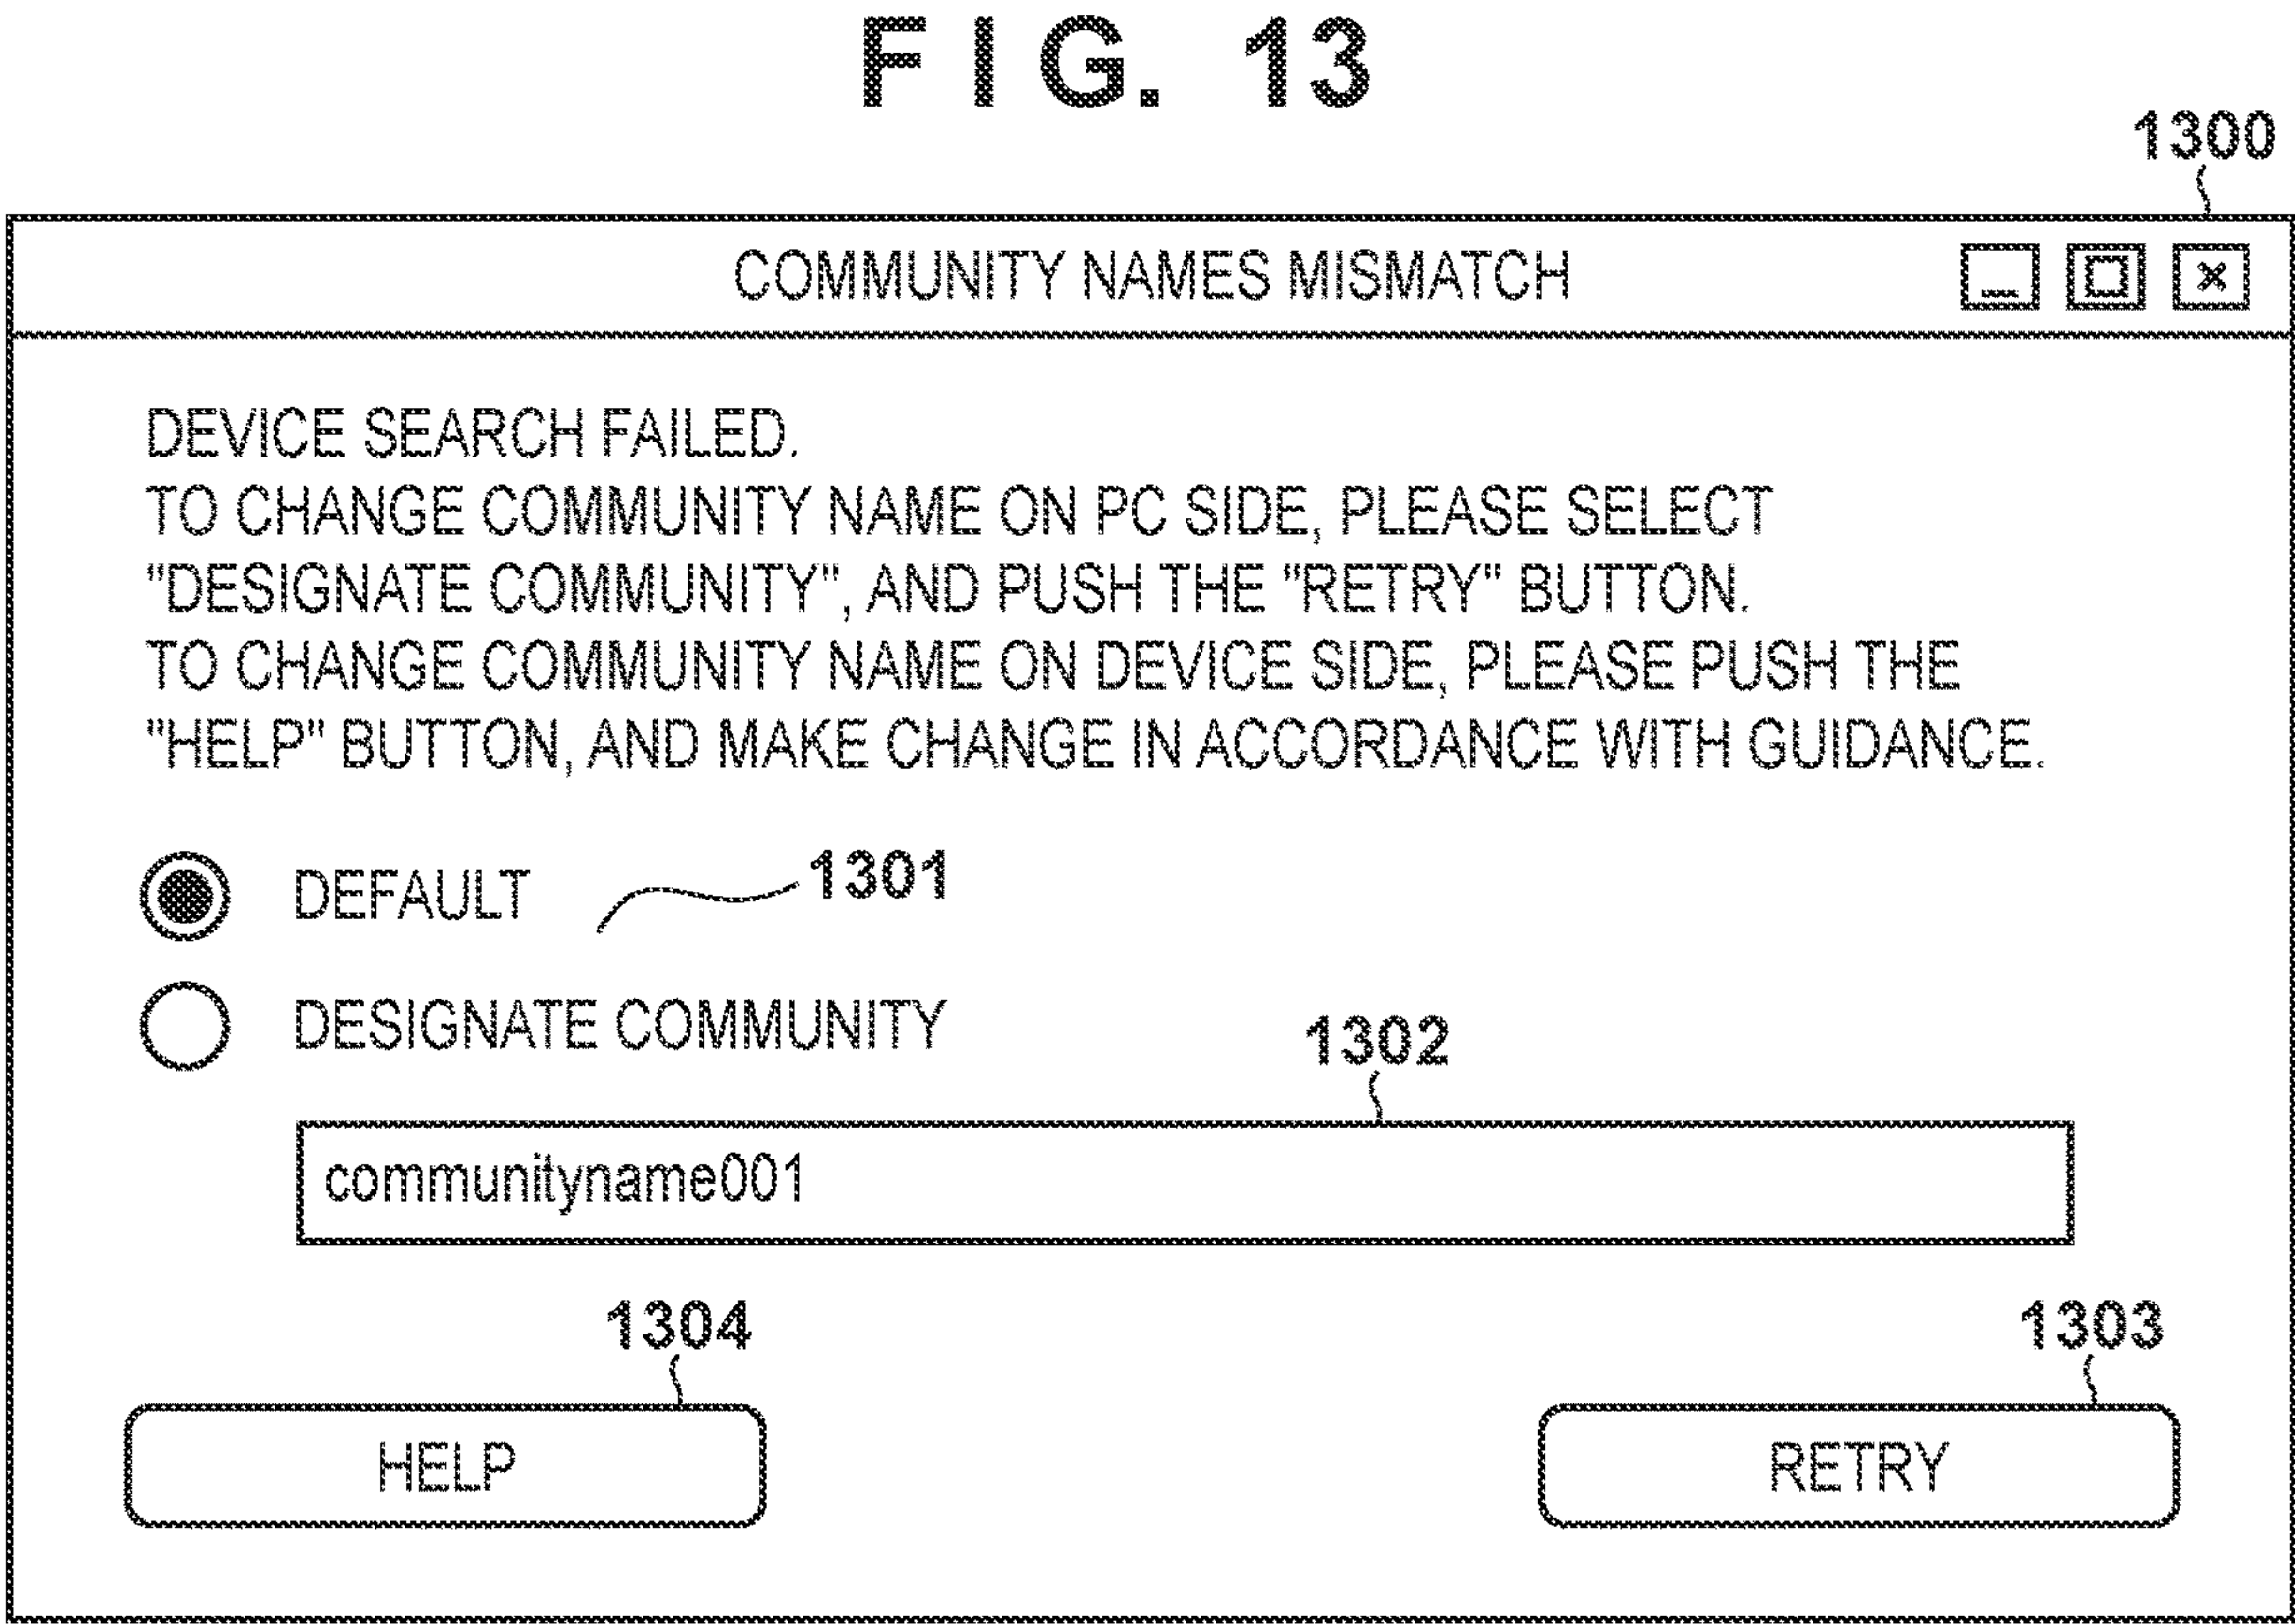 FIG. 13
1300
COMMUNITY NAMES MISMATCH
DEVICE SEARCH FAILED.
TO CHANGE COMMUNITY NAME ON PC SIDE, PLEASE SELECT
"DESIGNATE COMMUNITY", AND PUSH THE "RETRY" BUTTON.
TO CHANGE COMMUNITY NAME ON DEVICE SIDE, PLEASE PUSH THE
"HELP" BUTTON, AND MAKE CHANGE IN ACCORDANCE WITH GUIDANCE.
DEFAULT 1301
DESIGNATE COMMUNITY
1302
communityname001
1304 1303
HELP RETRY